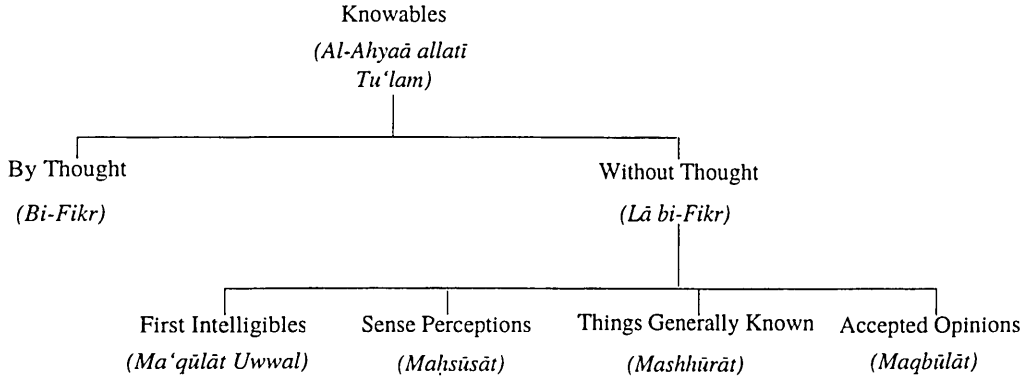 Knowables
(Al-Ahyaā allatī
Tu‘lam)
By Thought
Without Thought
(Bi-Fikr)
(Lā bi-Fikr)
First Intelligibles
Sense Perceptions
Things Generally Known
Accepted Opinions
(Ma‘qūlāt Uwwal)
(Maḥsūsāt)
(Mashhūrāt)
(Maqbūlāt)